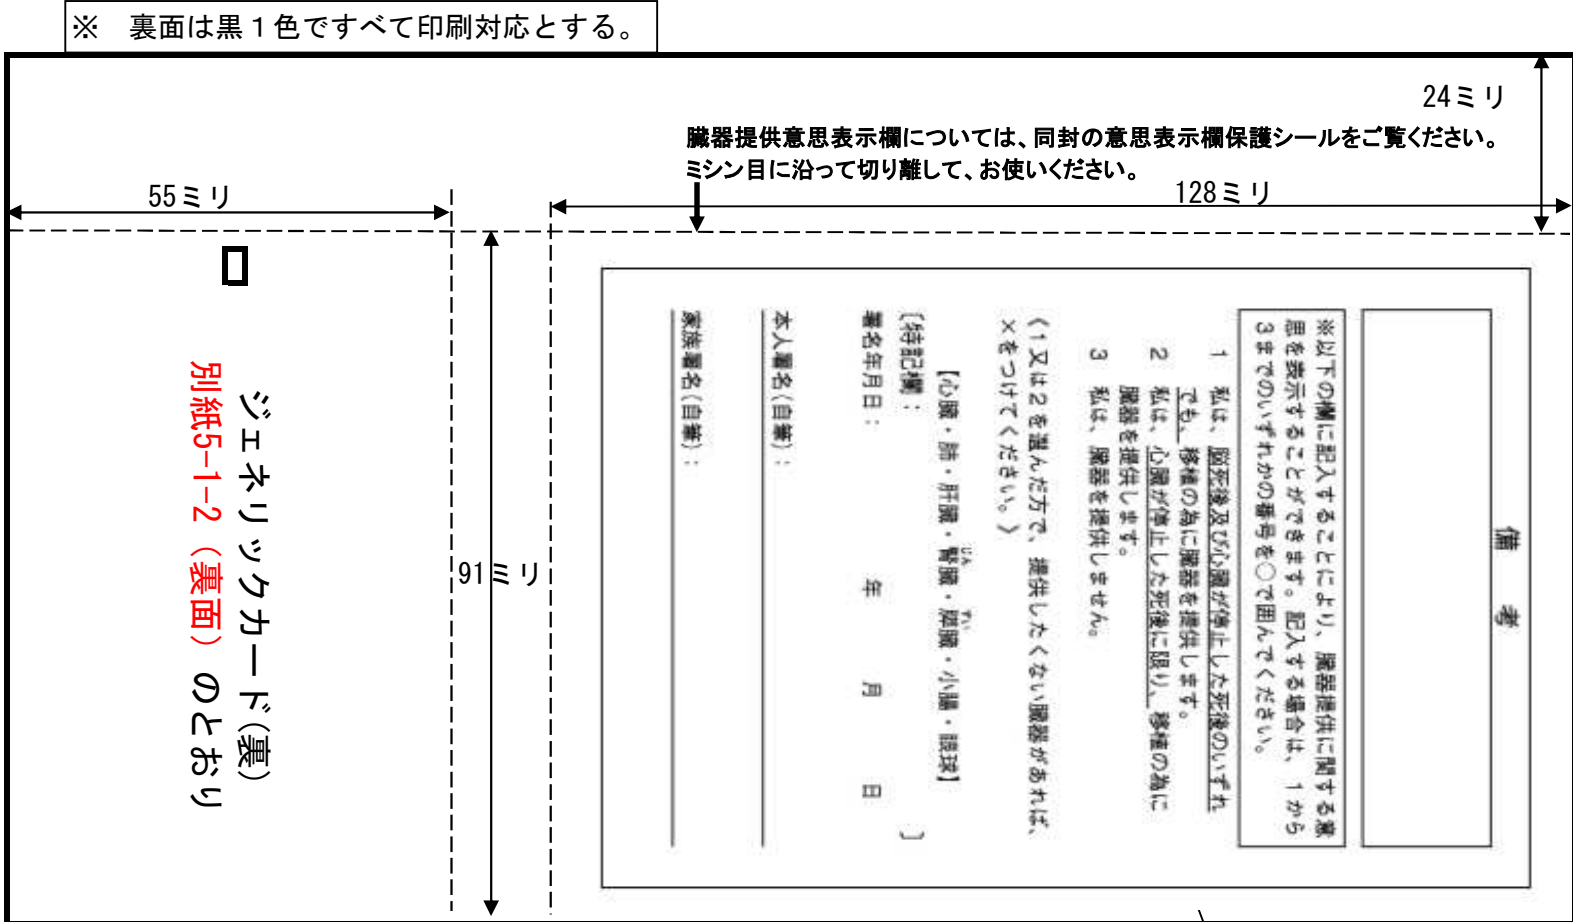 ※　裏面は黒１色ですべて印刷対応とする。
24ミリ
臓器提供意思表示欄については、同封の意思表示欄保護シールをご覧ください。
ミシン目に沿って切り離して、お使いください。
55ミリ
128ミリ
91ミリ
ジェネリックカード(裏)
別紙5-1-2（裏面）のとおり
備　考
※以下の欄に記入することにより、臓器提供に関する意
思を表示することができます。記入する場合は、１から
３までのいずれかの番号を○で囲んでください。
1　私は、脳死後及び心臓が停止した死後のいずれ
でも、移植の為に臓器を提供します。
2　私は、心臓が停止した死後に限り、移植の為に
臓器を提供します。
3　私は、臓器を提供しません。
〈1又は2を選んだ方で、提供したくない臓器があれば、
×をつけてください。〉
【心臓・肺・肝臓・腎臓・膵臓・小腸・眼球】
じん
すい
〔特記欄：　　　　　　〕
署名年月日：　　　年　　月　　日
本人署名(自筆)：
家族署名(自筆)：